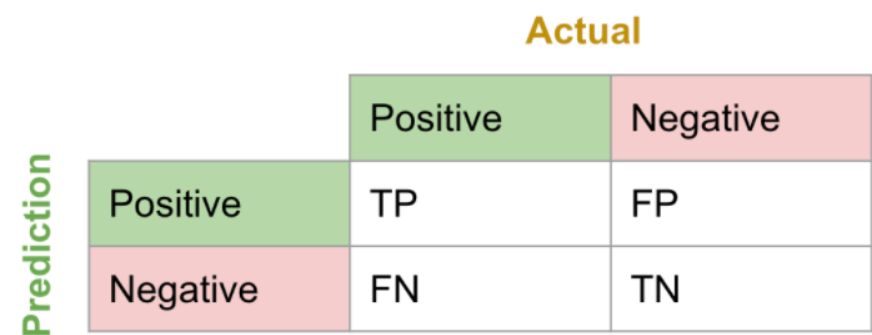 Actual
Positive Negative
Prediction
Positive TP FP
Negative FN TN